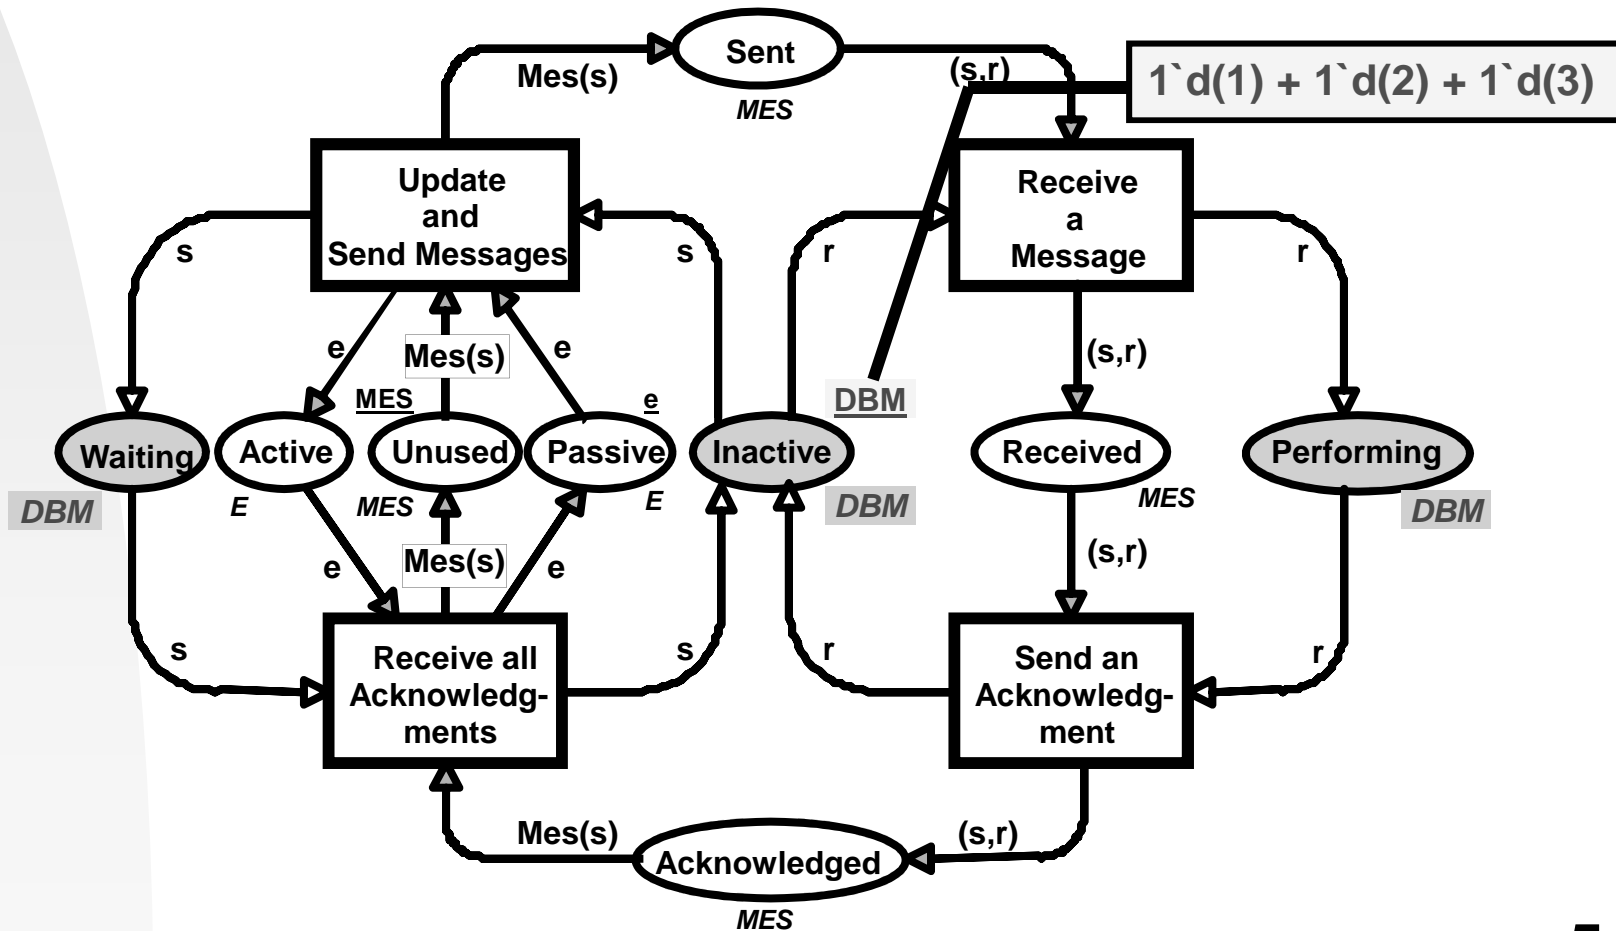 Sent
Mes(s)
(s,r)
1`d(1) + 1`d(2) + 1`d(3)
MES
Update
and
Send Messages
Receive
a
Message
s
s
r
r
e
Mes(s)
e
(s,r)
MES
e
DBM
Waiting
Active
Unused
Passive
Inactive
Received
Performing
DBM
E
MES
E
DBM
MES
DBM
e
Mes(s)
e
(s,r)
s
s
r
r
Receive all
Acknowledg-
ments
Send an
Acknowledg-
ment
Mes(s)
(s,r)
Acknowledged
MES